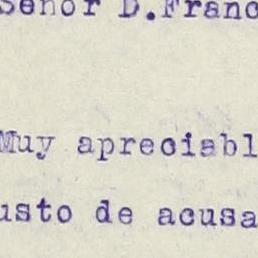 Señor D.Franc
Muy apreciabl
usto de acusa